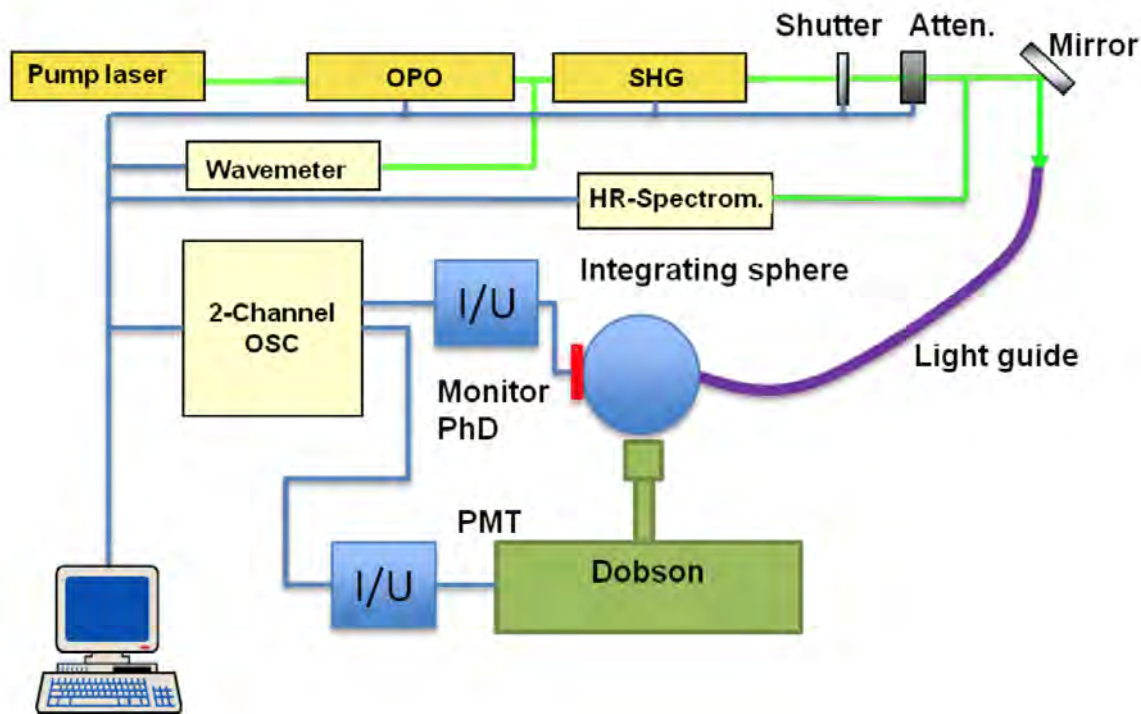 Shutter
Atten.
Mirror
Pump laser
OPO
SHG
Wavemeter
HR-Spectrom.
Integrating sphere
2-Channel
OSC
I/U
Light guide
Monitor
PhD
PMT
I/U
Dobson